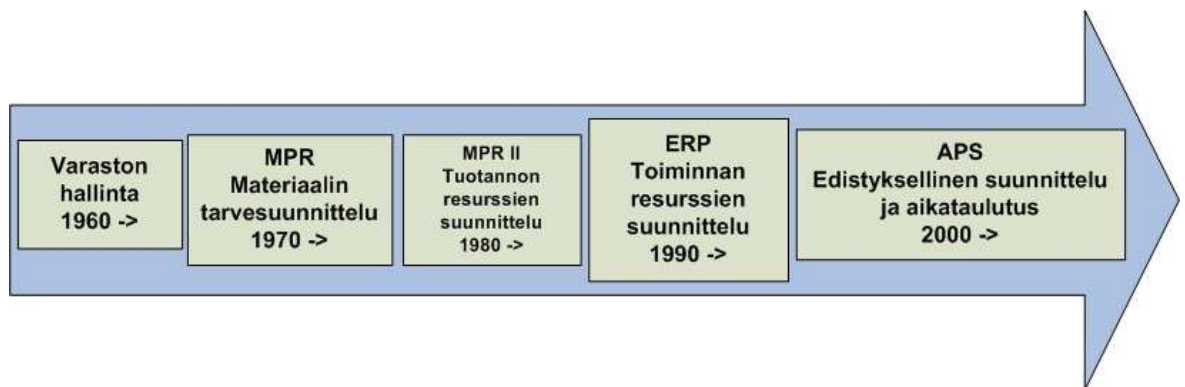 Varaston
hallinta
1960 ->
MPR
Materiaalin
tarvesuunnittelu
1970 ->
MPR II
Tuotannon
resurssien
suunnittelu
1980 ->
ERP
Toiminnan
resurssien
suunnittelu
1990 ->
APS
Edistyksellinen suunnittelu
ja aikataulutus
2000 ->